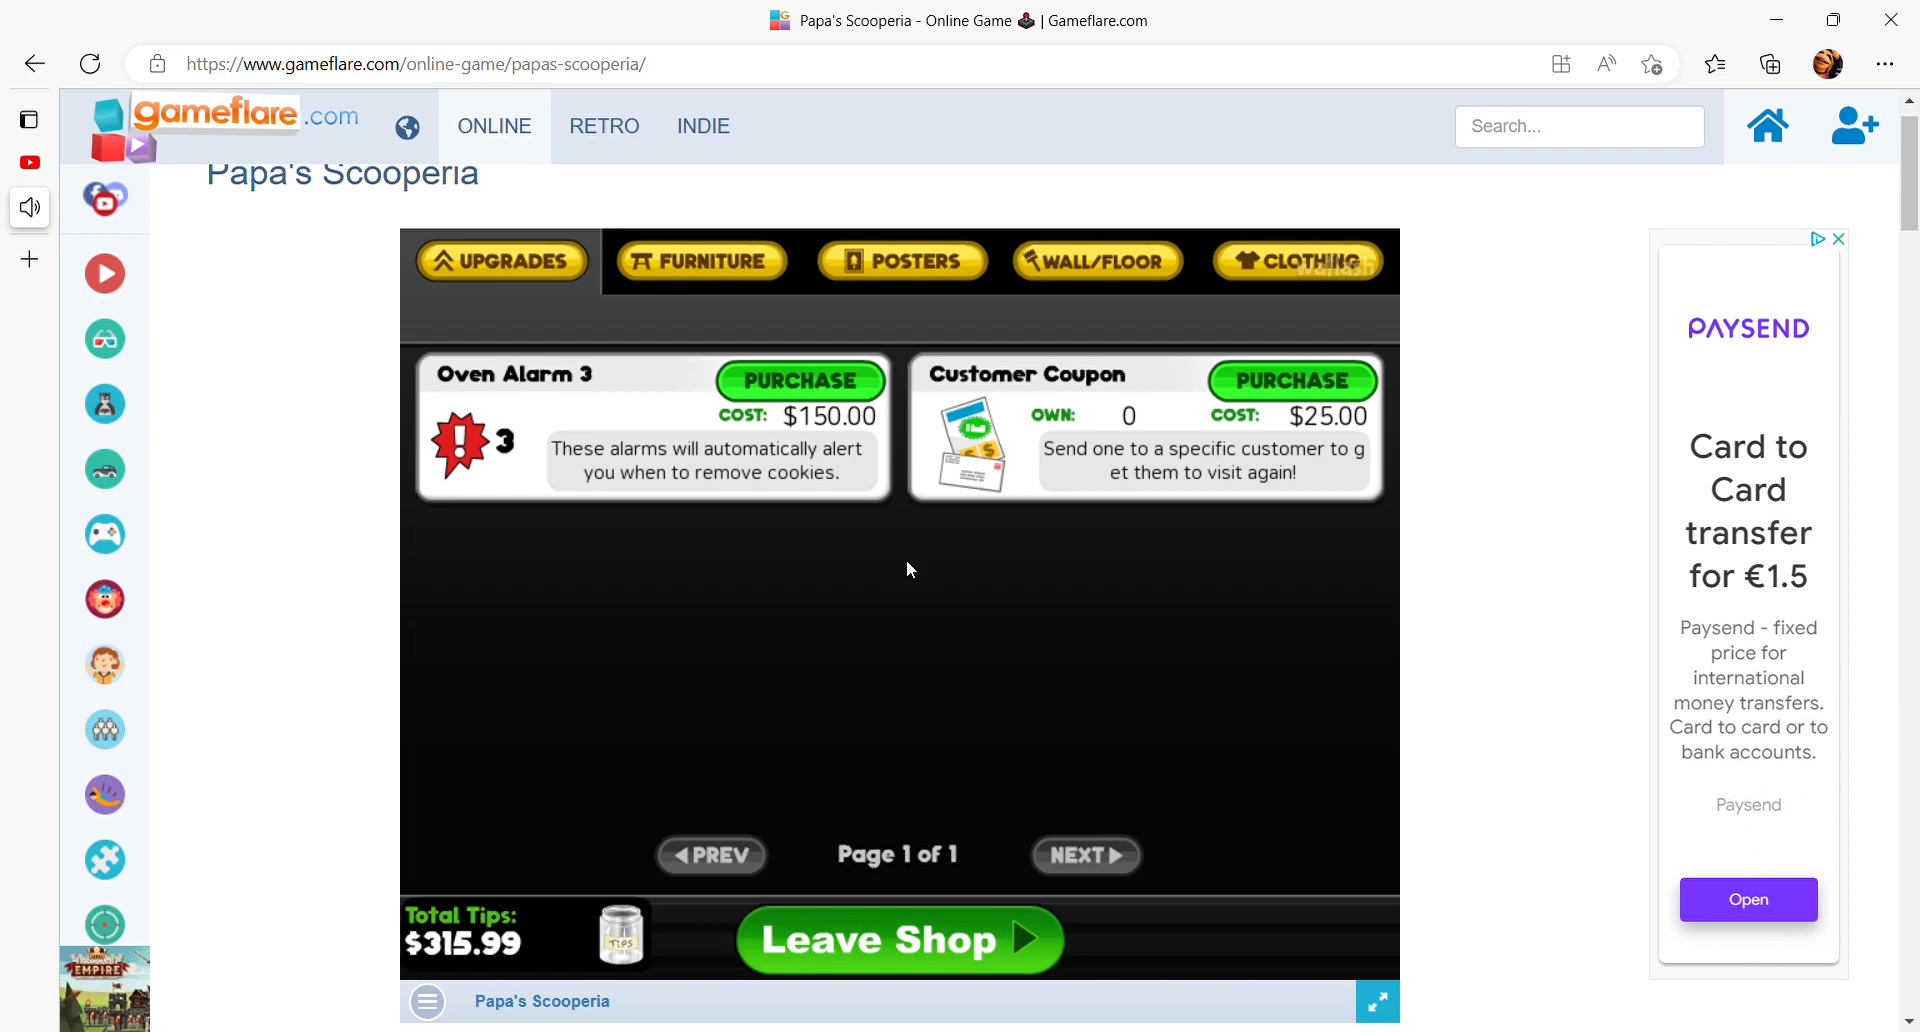 Papa's Scooperia - Online Game | Gameflare.com
https://www.gameflare.com/online-game/papas-scooperia/
gameflare.com
ONLINE
RETRO
INDIE
Search...
Papa's Scooperia
UPGRADES
FURNITURE
POSTERS
WALL/FLOOR
CLOTHING
waflash
Oven Alarm 3
PURCHASE
COST: $150.00
3
These alarms will automatically alert
you when to remove cookies.
Customer Coupon
PURCHASE
OWN: 0
COST: $25.00
Send one to a specific customer to g
et them to visit again!
PREV
Page 1 of 1
NEXT
Total Tips:
$315.99
TIPS
Leave Shop
Papa's Scooperia
EMPIRE
PAYSEND
Card to
Card
transfer
for €1.5
Paysend - fixed
price for
international
money transfers.
Card to card or to
bank accounts.
Paysend
Open